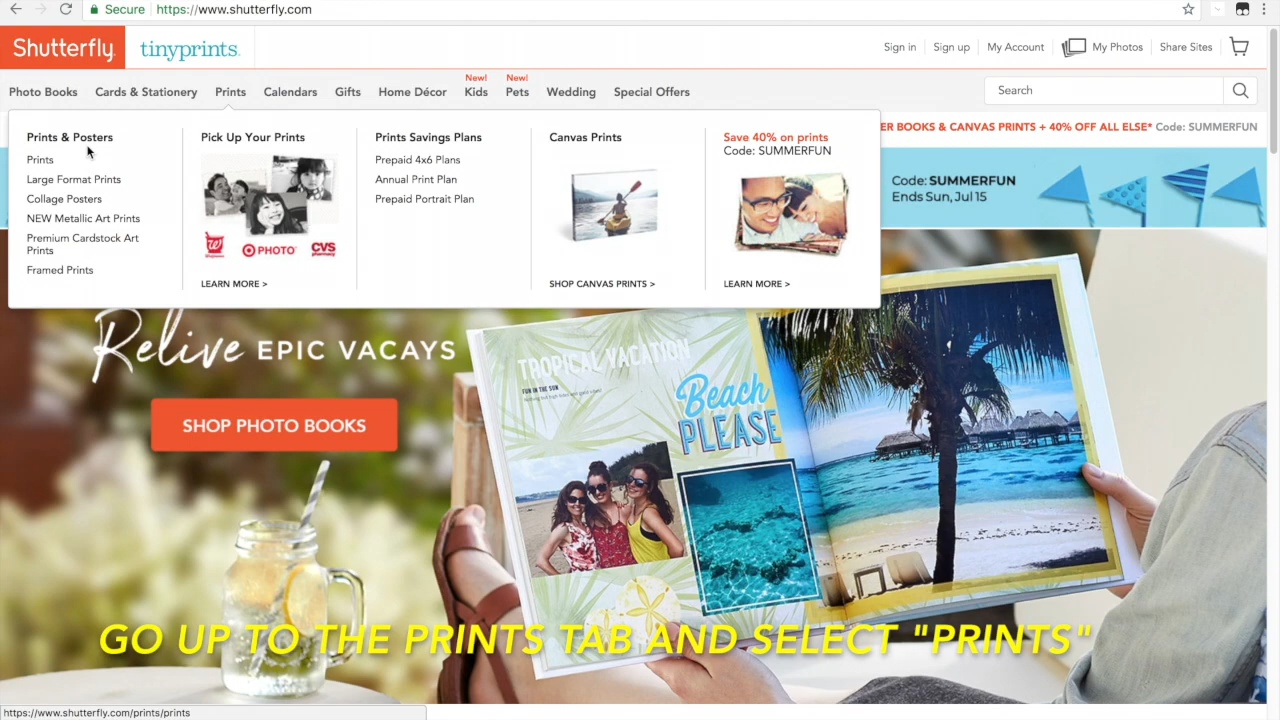 Secure https://www.shutterfly.com
Shutterfly. tinyprints.
Sign in Sign up My Account My Photos Share Sites
New! New!
Photo Books Cards & Stationery Prints Calendars Gifts Home Décor Kids Pets Wedding Special Offers
Search
ER BOOKS & CANVAS PRINTS + 40% OFF ALL ELSE* Code: SUMMERFUN
Prints & Posters
Prints
Large Format Prints
Collage Posters
NEW Metallic Art Prints
Premium Cardstock Art
Prints
Framed Prints
Pick Up Your Prints
W
PHOTO
CVS
pharmacy
LEARN MORE >
Prints Savings Plans
Prepaid 4x6 Plans
Annual Print Plan
Prepaid Portrait Plan
Canvas Prints
SHOP CANVAS PRINTS >
Save 40% on prints
Code: SUMMERFUN
LEARN MORE >
Code: SUMMERFUN
Ends Sun, Jul 15
Relive EPIC VACAYS
SHOP PHOTO BOOKS
TROPICAL VACATION
FUN IN THE SUN
Beach
PLEASE
GO UP TO THE PRINTS TAB AND SELECT "PRINTS"
https://www.shutterfly.com/prints/prints